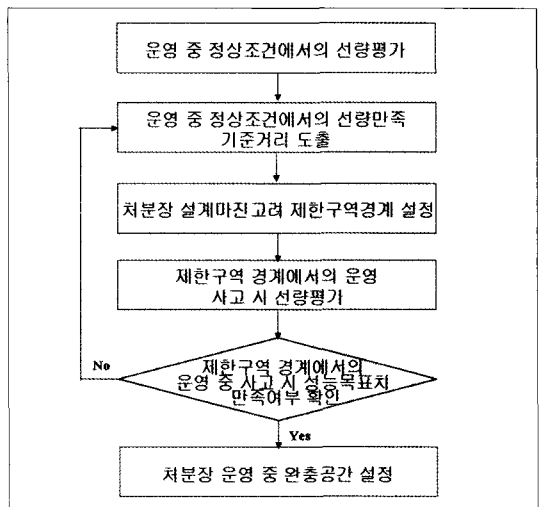 운영 중 정상조건에서의 선량평가
운영 중 정상조건에서의 선량만족
기준거리 도출
처분장 설계마진고려 제한구역경계 설정
제한구역 경계에서의 운영
사고 시 선량평가
No
제한구역 경계에서의
운영 중 사고 시 성능목표치
만족여부 확인
Yes
처분장 운영 중 완충공간 설정